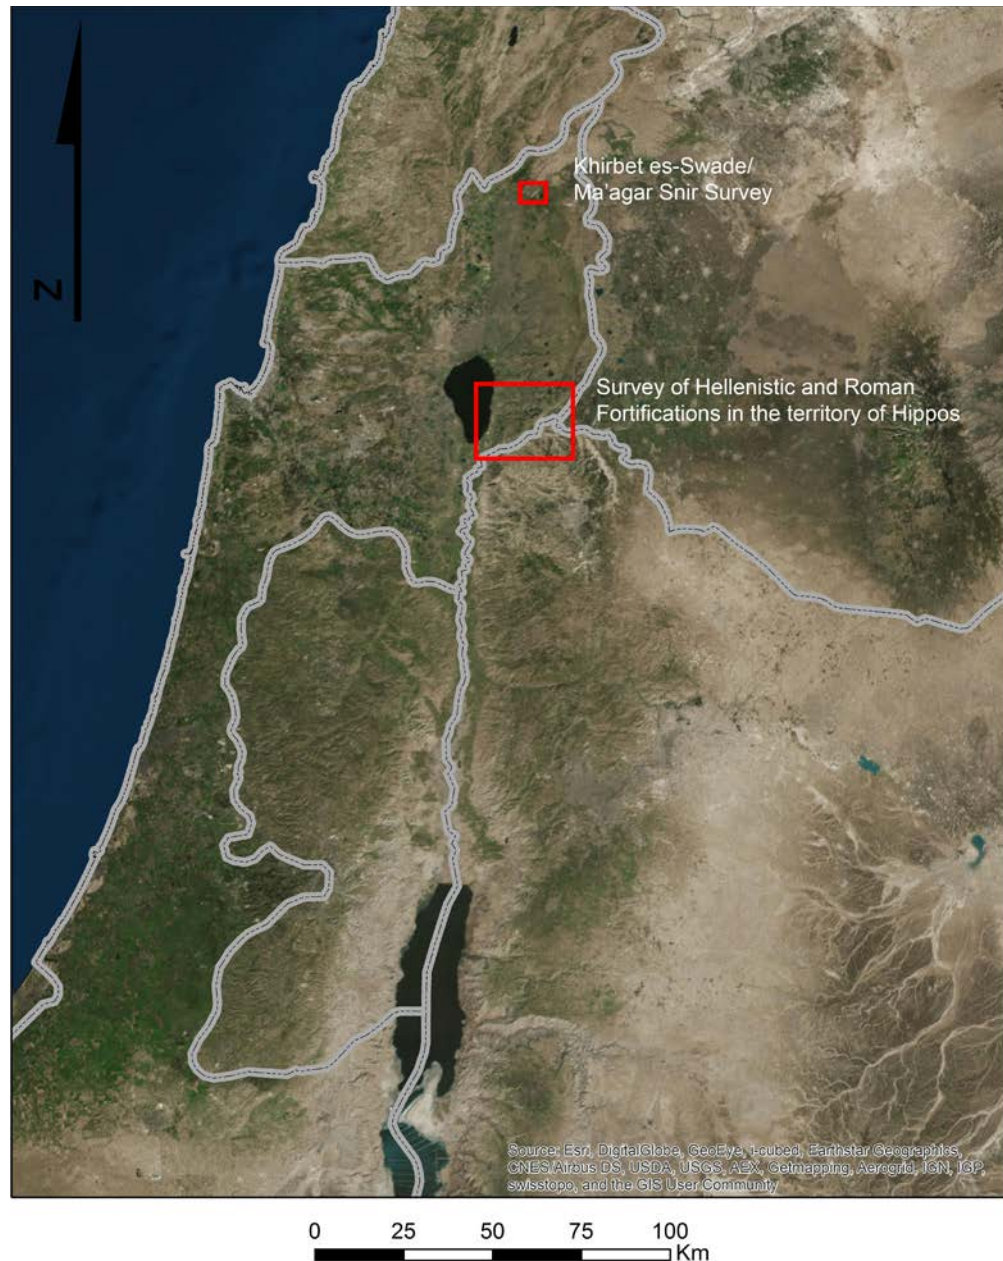 Khirbet es-Swade/
Ma'agar Snir Survey
N
Survey of Hellenistic and Roman
Fortifications in the territory of Hippos
Source: Esri, DigitalGlobe, GeoEye, i-cubed, Earthstar Geographics,
CNES/Airbus DS, USDA, USGS, AEX, Getmapping, Aerogrid, IGN, IGP,
swisstopo, and the GIS User Community
0 25 50 75 100
Km